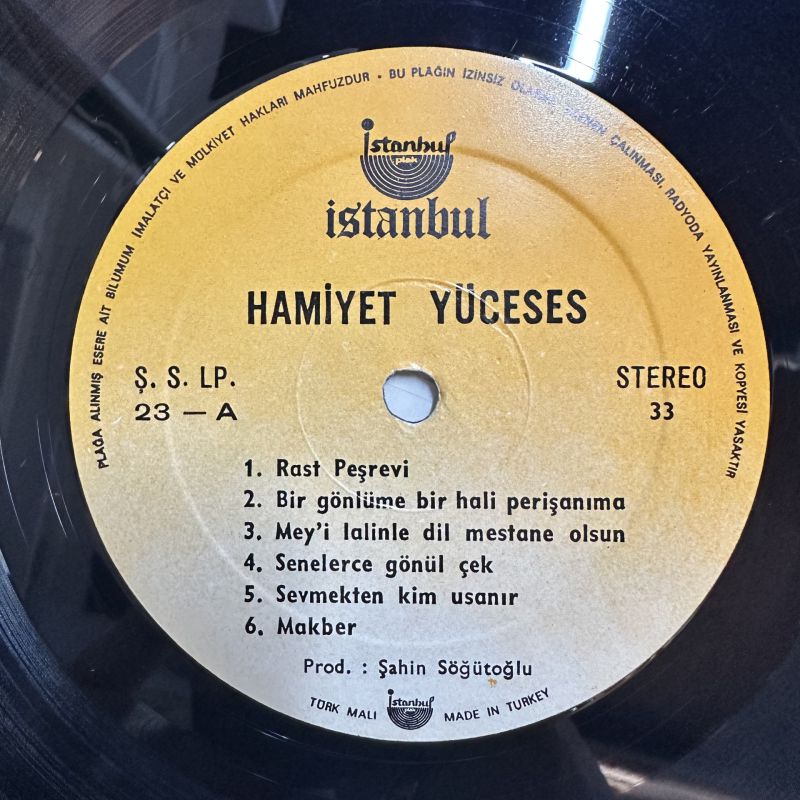 PLAĞA ALINMIŞ ESERE AİT BİLÜMUM İMALATÇI VE MÜLKİYET HAKLARI MAHFUZDUR • BU PLAĞIN İZİNSİZ ÇALINMASI, RADYODA YAYINLANMASI VE KOPYESİ YASAKTIR
istanbul
plak
istanbul
HAMİYET YÜCESES
Ş. S. LP.
23 — A
STEREO
33
1. Rast Peşrevi
2. Bir gönlüme bir hali perişanıma
3. Mey'i lalinle dil mestane olsun
4. Senelerce gönül çek
5. Sevmekten kim usanır
6. Makber
Prod. : Şahin Söğütoğlu
TÜRK MALI
istanbul
plak
MADE IN TURKEY